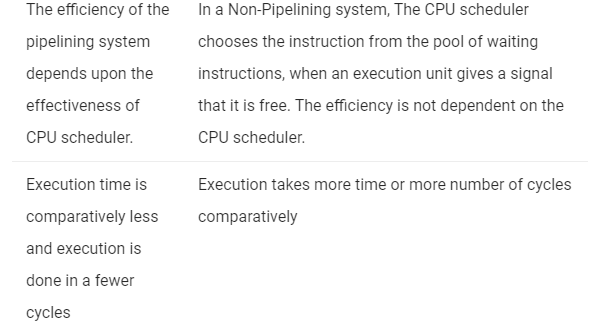 The efficiency of the
pipelining system
depends upon the
effectiveness of
CPU scheduler.
In a Non-Pipelining system, The CPU scheduler
chooses the instruction from the pool of waiting
instructions, when an execution unit gives a signal
that it is free. The efficiency is not dependent on the
CPU scheduler.
Execution time is
comparatively less
and execution is
done in a fewer
cycles
Execution takes more time or more number of cycles
comparatively